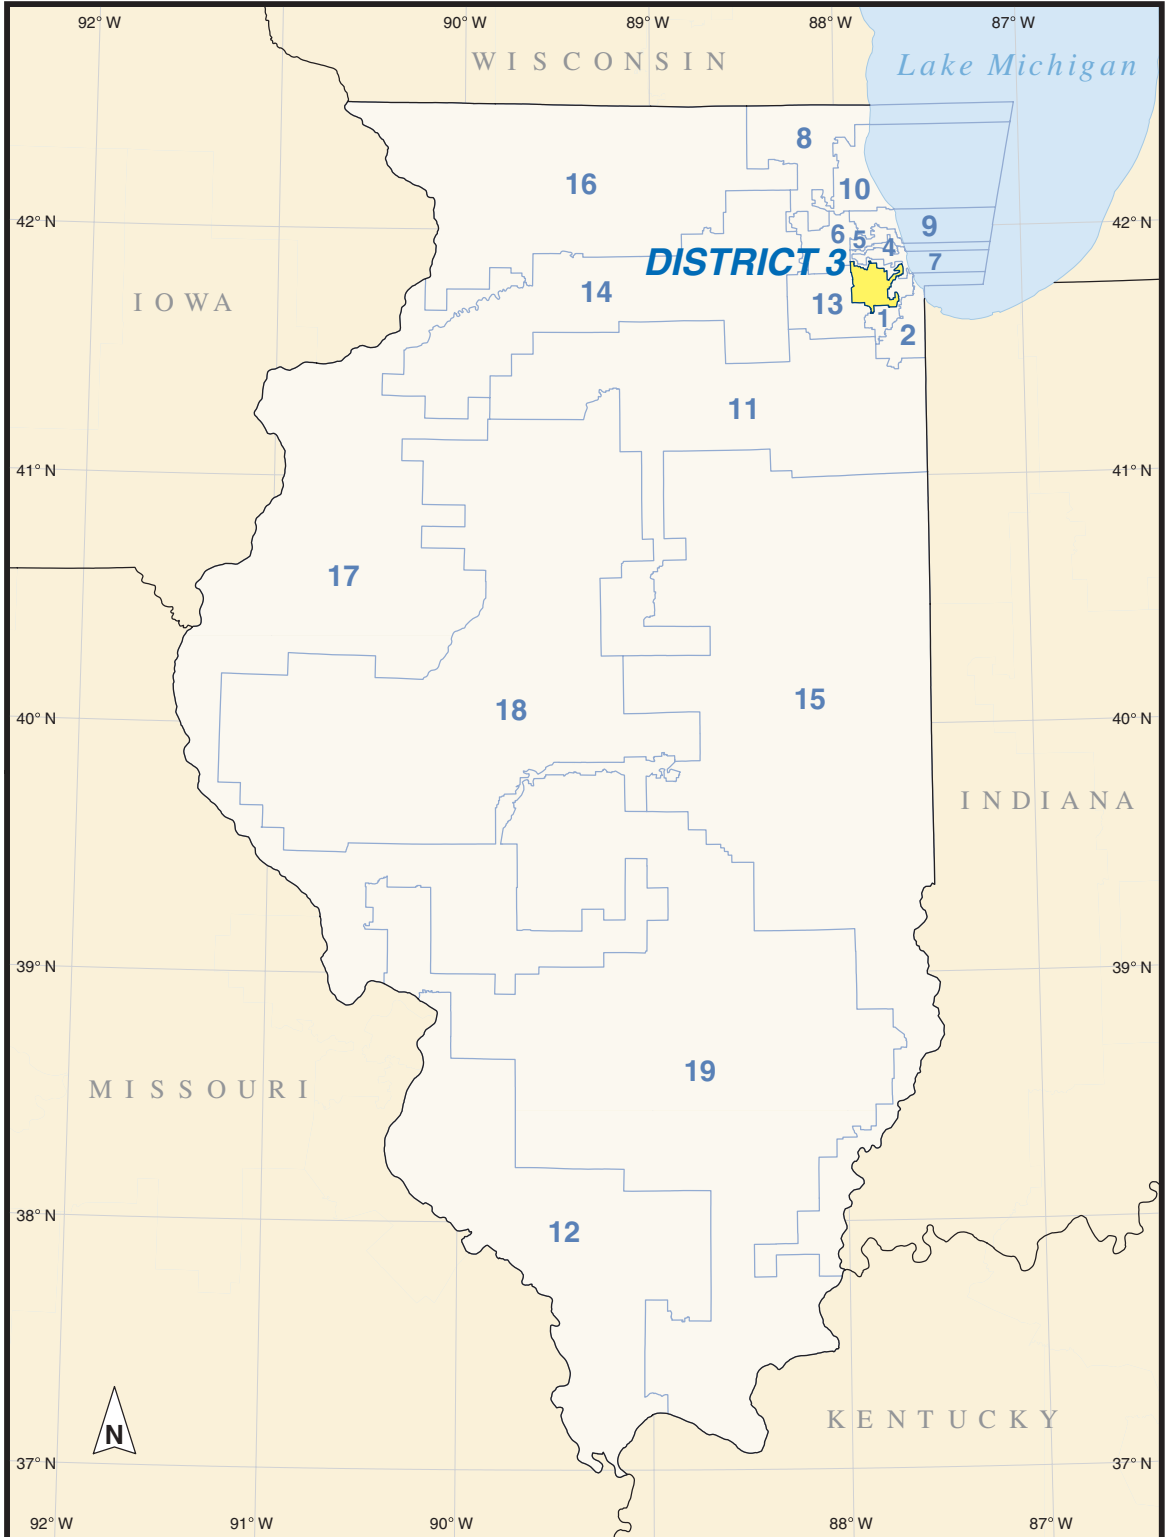 92° W 90° W 89° W 88° W 87° W
WISCONSIN
Lake Michigan
8
16
10
42° N 42° N
9
6 5 4
DISTRICT 3
7
14
IOWA
13
1
2
11
41° N 41° N
17
15
18
40° N 40° N
INDIANA
39° N 39° N
19
MISSOURI
38° N 38° N
12
KENTUCKY
N
37° N 37° N
92° W 91° W 90° W 88° W 87° W